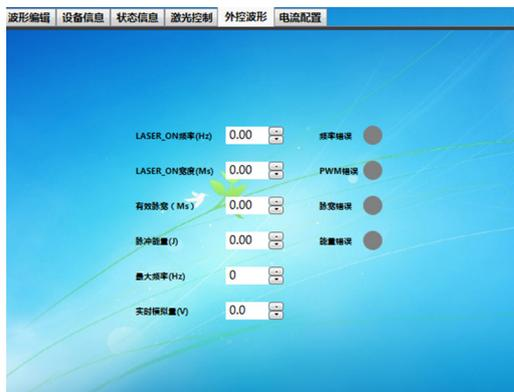 波形编辑 设备信息 状态信息 激光控制 外控波形 电流配置
LASER_ON频率(Hz) 0.00 频率错误
LASER_ON宽度(Ms) 0.00 PWM错误
有效脉宽（Ms） 0.00 脉宽错误
脉冲能量(J) 0.00 能量错误
最大频率(Hz) 0
实时模拟量(V) 0.0